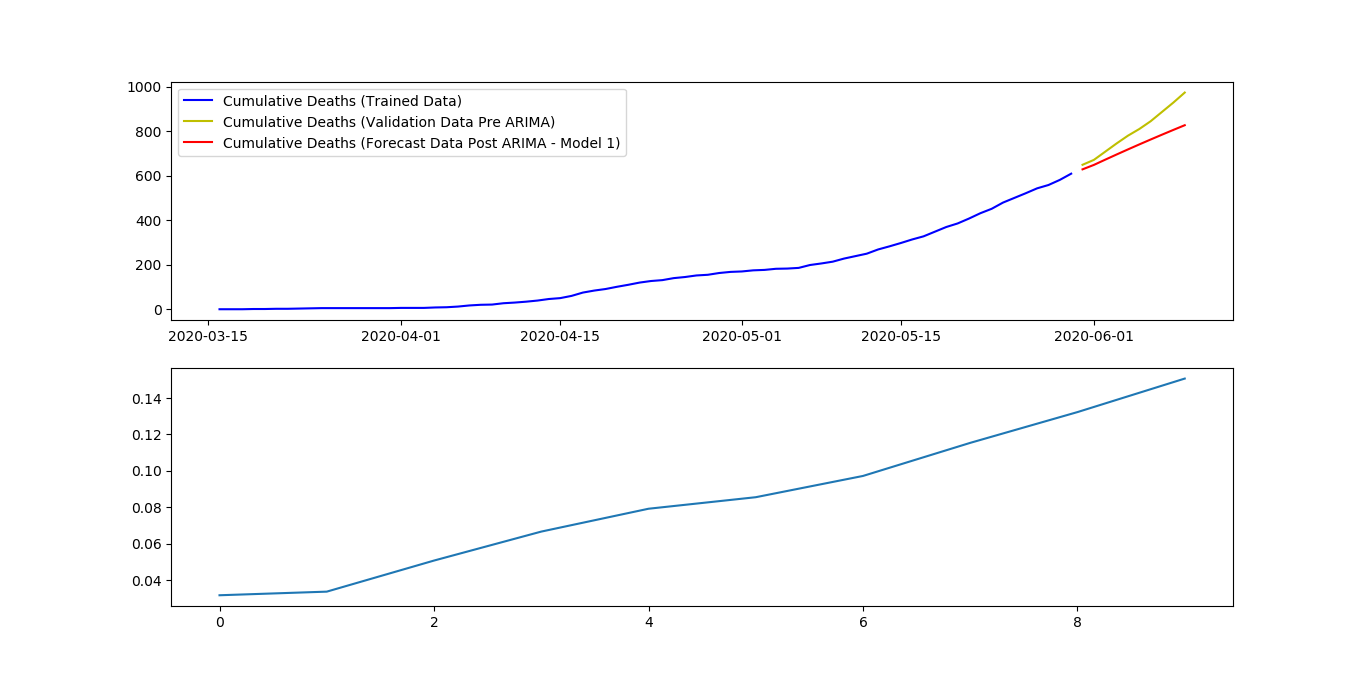 1000
800
600
400
200
0
Cumulative Deaths (Trained Data)
Cumulative Deaths (Validation Data Pre ARIMA)
Cumulative Deaths (Forecast Data Post ARIMA - Model 1)
2020-03-15 2020-04-01 2020-04-15 2020-05-01 2020-05-15 2020-06-01
0.14
0.12
0.10
0.08
0.06
0.04
0 2 4 6 8